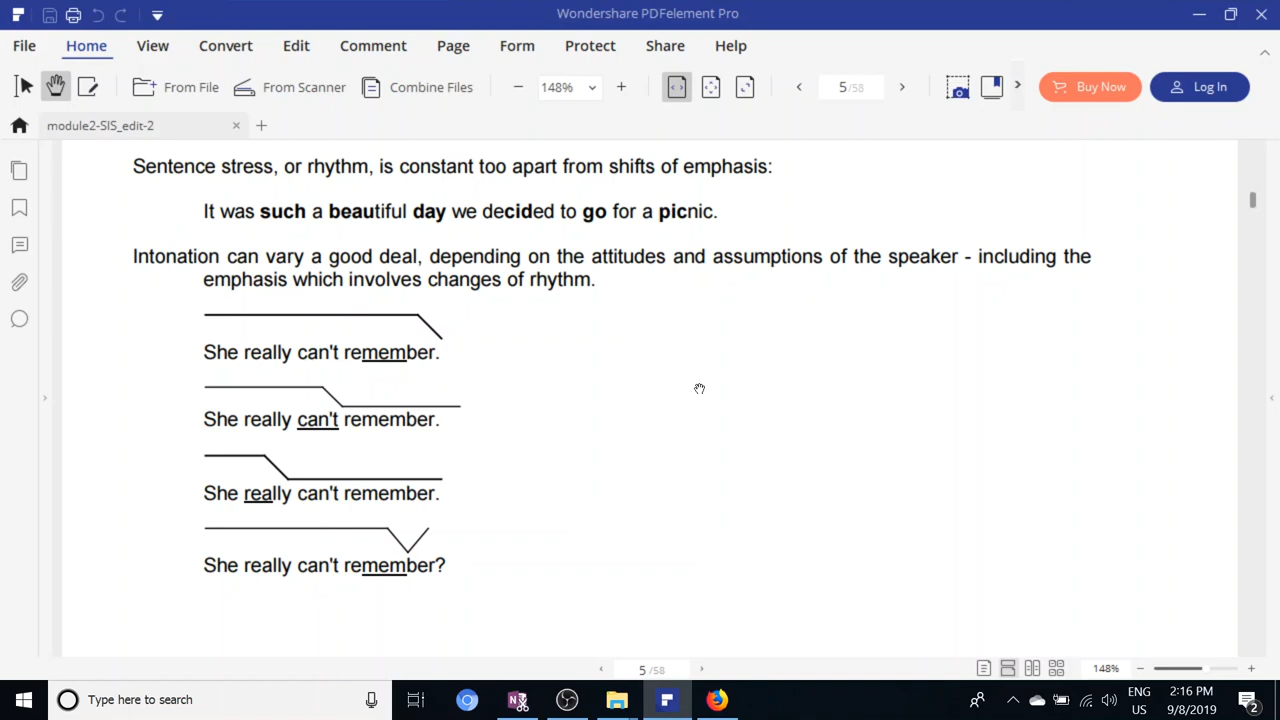 Wondershare PDFelement Pro
File Home View Convert Edit Comment Page Form Protect Share Help
From File From Scanner Combine Files 148% 5/58 Buy Now Log In
module2-SIS_edit-2
Sentence stress, or rhythm, is constant too apart from shifts of emphasis:
It was such a beautiful day we decided to go for a picnic.
Intonation can vary a good deal, depending on the attitudes and assumptions of the speaker - including the
emphasis which involves changes of rhythm.
She really can't remember.
She really can't remember.
She really can't remember.
She really can't remember?
5/58 148%
Type here to search
ENG
US
2:16 PM
9/8/2019
2